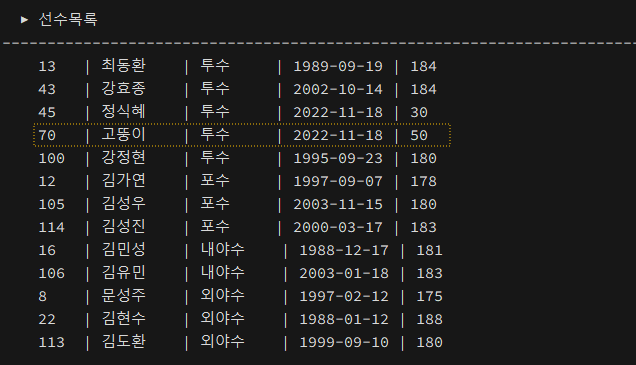 ▶ 선수목록
--------------------------------------------------------------------------------
13 | 최동환 | 투수 | 1989-09-19 | 184
43 | 강효종 | 투수 | 2002-10-14 | 184
45 | 정식혜 | 투수 | 2022-11-18 | 30
70 | 고뚱이 | 투수 | 2022-11-18 | 50
100 | 강정현 | 투수 | 1995-09-23 | 180
12 | 김가연 | 포수 | 1997-09-07 | 178
105 | 김성우 | 포수 | 2003-11-15 | 180
114 | 김성진 | 포수 | 2000-03-17 | 183
16 | 김민성 | 내야수 | 1988-12-17 | 181
106 | 김유민 | 내야수 | 2003-01-18 | 183
8 | 문성주 | 외야수 | 1997-02-12 | 175
22 | 김현수 | 외야수 | 1988-01-12 | 188
113 | 김도환 | 외야수 | 1999-09-10 | 180